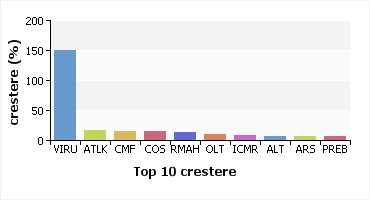 200
150
100
50
0
crestere (%)
VIRU ATLK CMF COS RMAH OLT ICMR ALT ARS PREB
Top 10 crestere